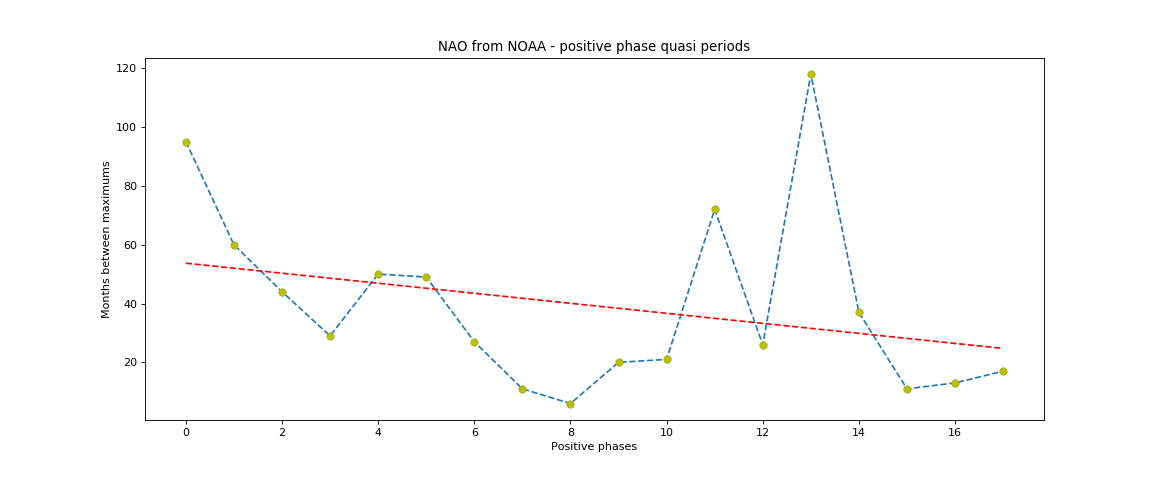 NAO from NOAA - positive phase quasi periods
120
100
80
60
40
20
Months between maximums
0 2 4 6 8 10 12 14 16
Positive phases